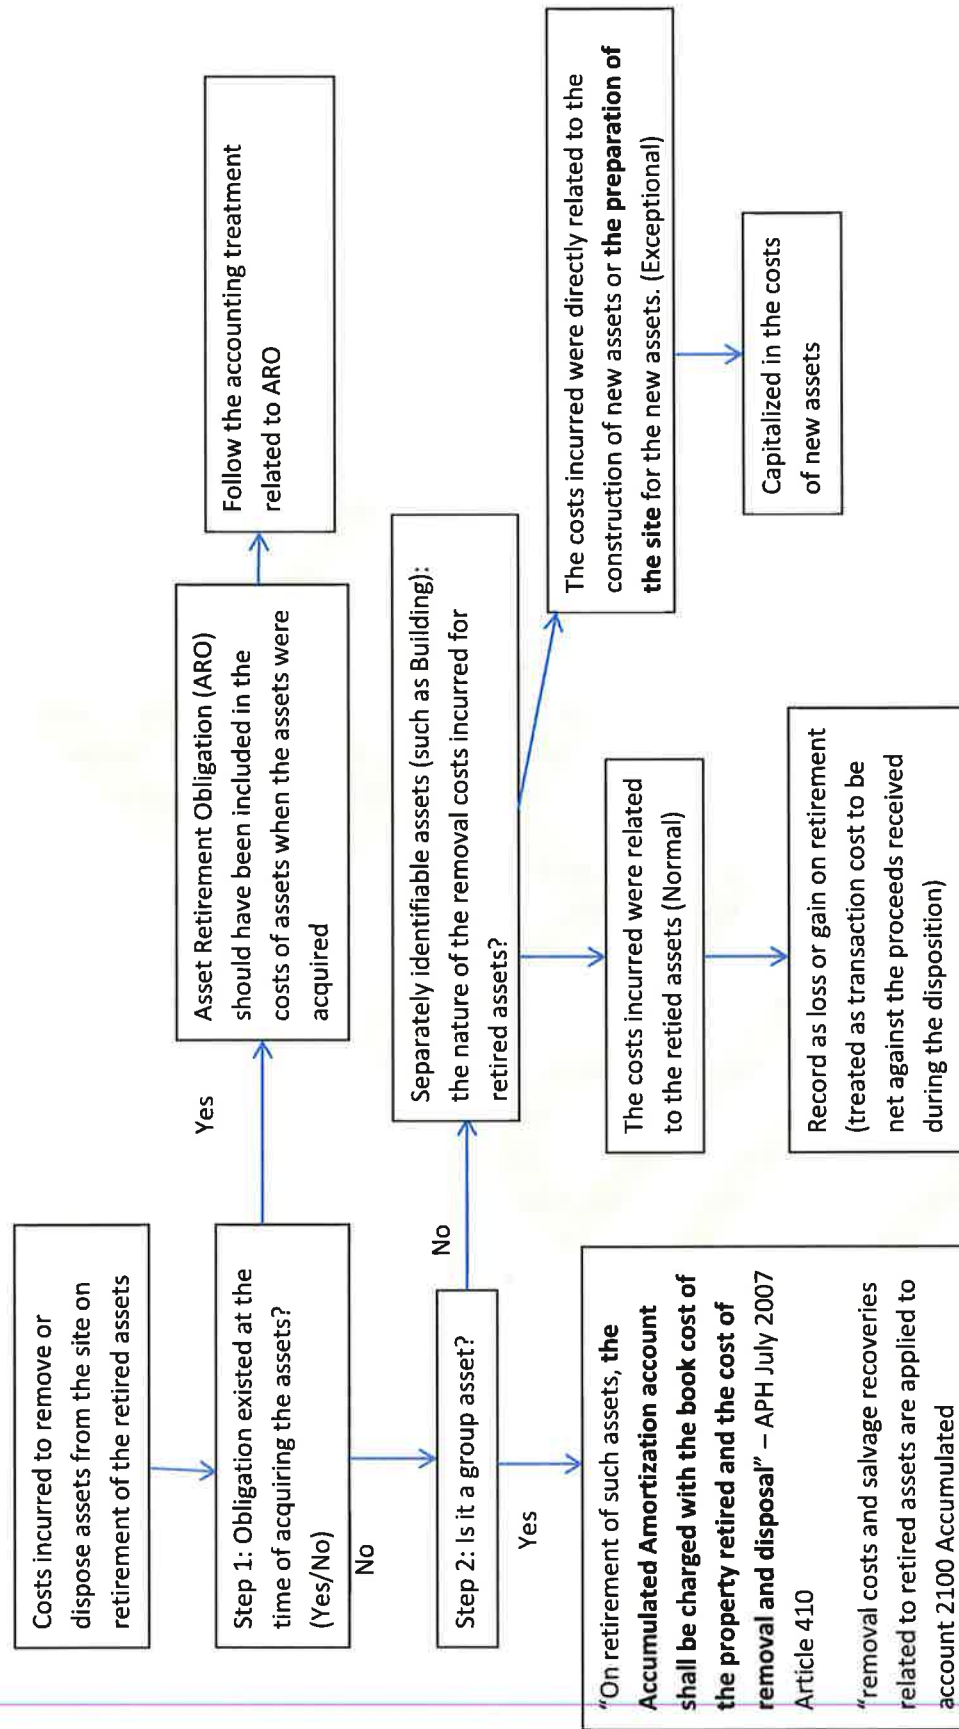 Costs incurred to remove or
dispose assets from the site on
retirement of the retired assets
Step 1: Obligation existed at the
time of acquiring the assets?
(Yes/No)
Yes
Asset Retirement Obligation (ARO)
should have been included in the
costs of assets when the assets were
acquired
Follow the accounting treatment
related to ARO
No
Step 2: Is it a group asset?
No
Separately identifiable assets (such as Building):
the nature of the removal costs incurred for
retired assets?
The costs incurred were related
to the retied assets (Normal)
Record as loss or gain on retirement
(treated as transaction cost to be
net against the proceeds received
during the disposition)
The costs incurred were directly related to the
construction of new assets or the preparation of
the site for the new assets. (Exceptional)
Capitalized in the costs
of new assets
Yes
"On retirement of such assets, the
Accumulated Amortization account
shall be charged with the book cost of
the property retired and the cost of
removal and disposal" – APH July 2007
Article 410
"removal costs and salvage recoveries
related to retired assets are applied to
account 2100 Accumulated